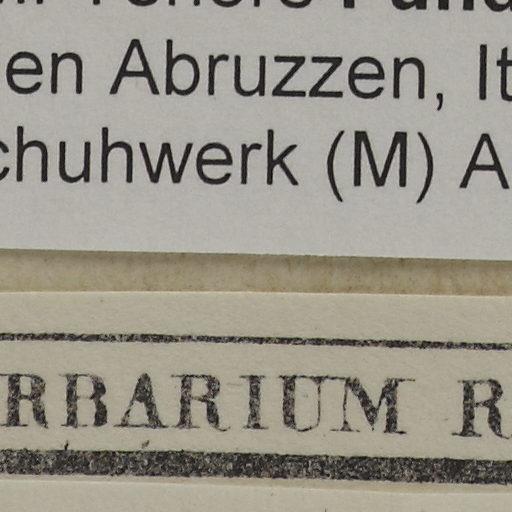 en Abruzzen, It
chuhwerk (M) A
RBARIUM R